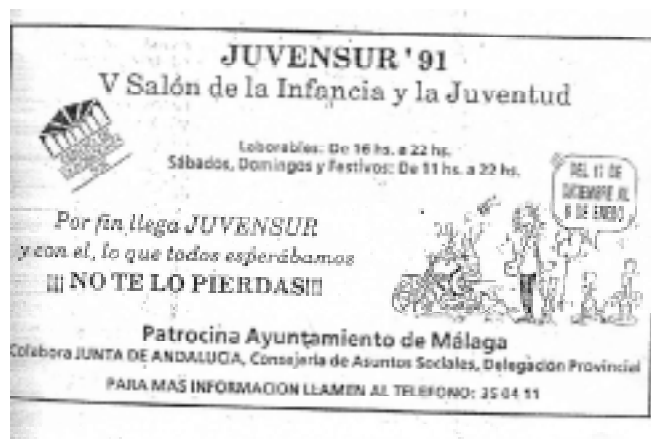 JUVENSUR '91
V Salón de la Infancia y la Juventud
Laborables: De 16 hs. a 22 hs.
Sábados, Domingos y Festivos: De 11 hs. a 22 hs.
DEL
DE
DICIEMBRE AL
DE ENERO
Por fin llega JUVENSUR
y con el, lo que todos esperábamos
¡¡¡ NO TE LO PIERDAS!!!
Patrocina Ayuntamiento de Málaga
Colabora JUNTA DE ANDALUCIA, Consejería de Asuntos Sociales, Delegación Provincial
PARA MAS INFORMACION LLAMEN AL TELEFONO: 35 04 11